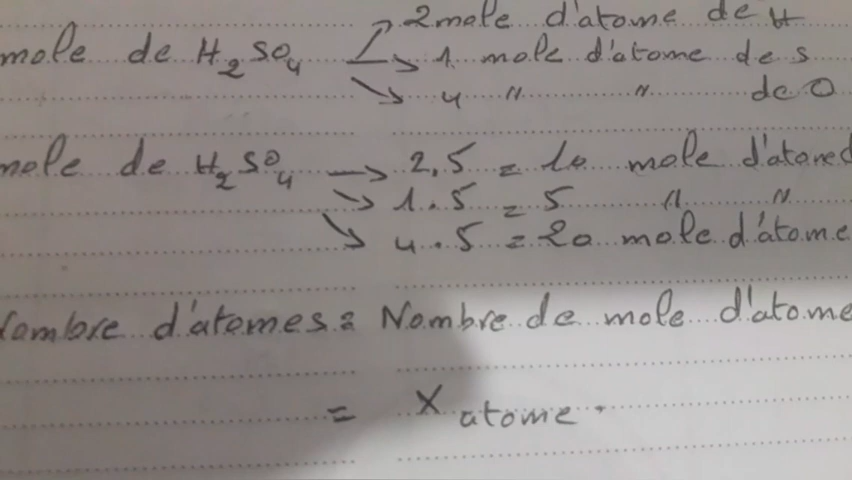 mole de H2SO4 → 2 mole d'atome de H
→ 1 mole d'atome de s
→ 4 " " de O
mole de H2SO4 → 2,5 = 10 mole d'atome d
→ 1.5 = 5 " "
→ 4.5 = 20 mole d'atome
Nombre d'atomes = Nombre de mole d'atome
= X atome.